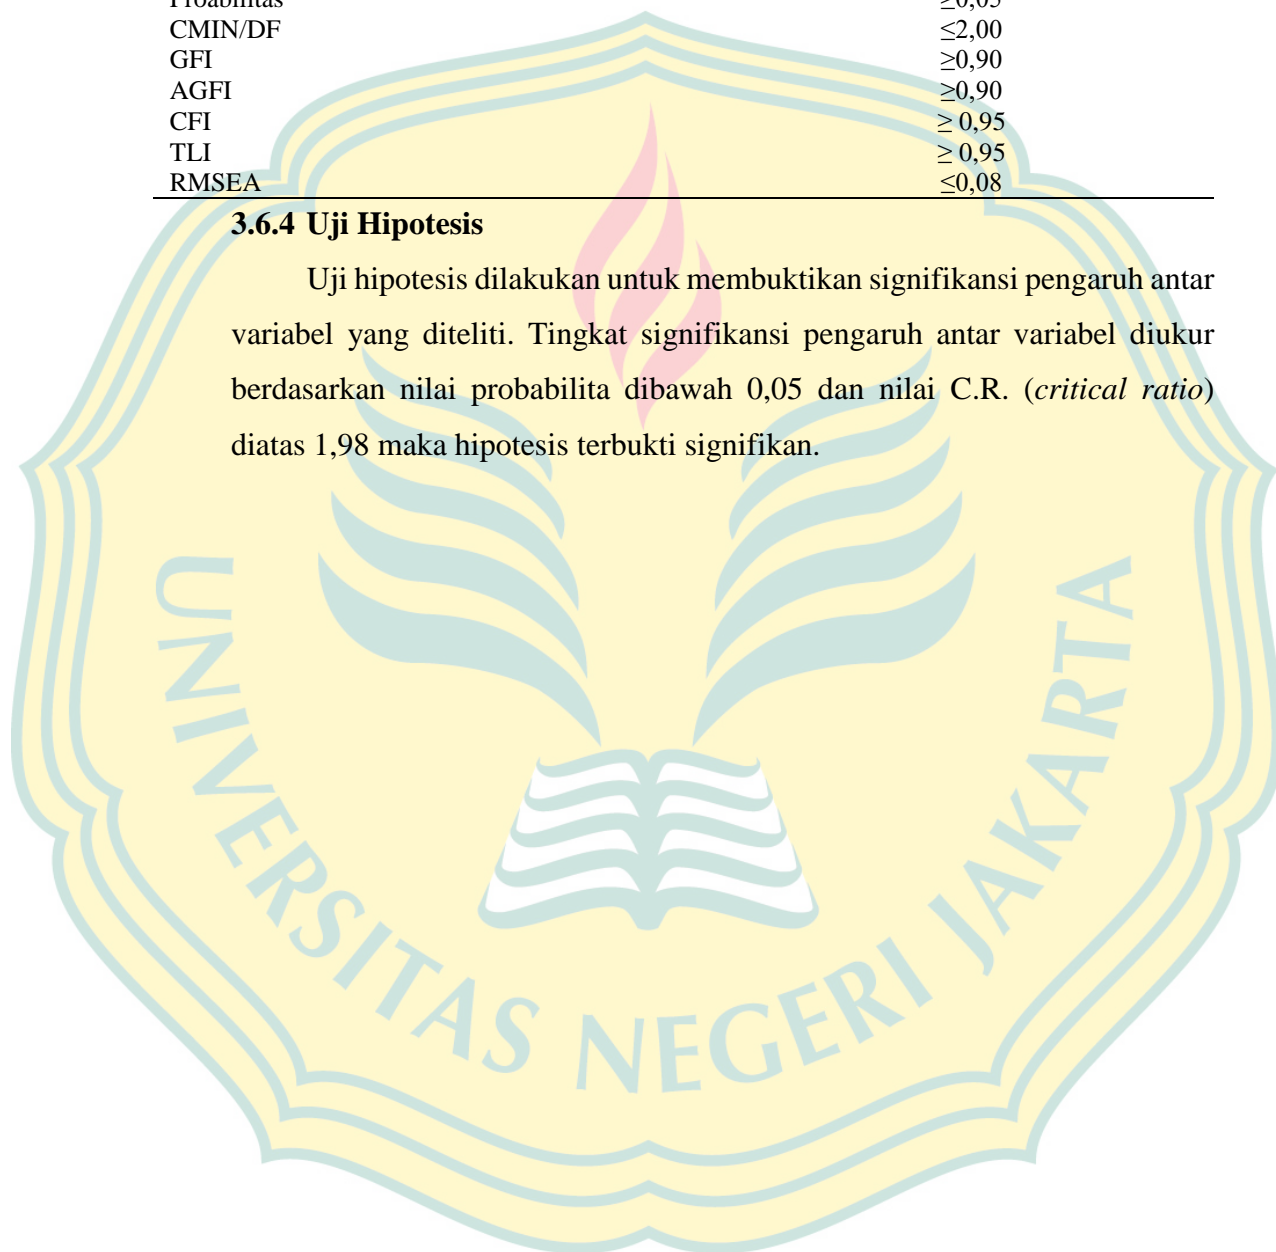 Proabilitas ≥0,05
CMIN/DF ≤2,00
GFI ≥0,90
AGFI ≥0,90
CFI ≥ 0,95
TLI ≥ 0,95
RMSEA ≤0,08
3.6.4 Uji Hipotesis
Uji hipotesis dilakukan untuk membuktikan signifikansi pengaruh antar
variabel yang diteliti. Tingkat signifikansi pengaruh antar variabel diukur
berdasarkan nilai probabilita dibawah 0,05 dan nilai C.R. (critical ratio)
diatas 1,98 maka hipotesis terbukti signifikan.
UNIVERSITAS NEGERI JAKARTA